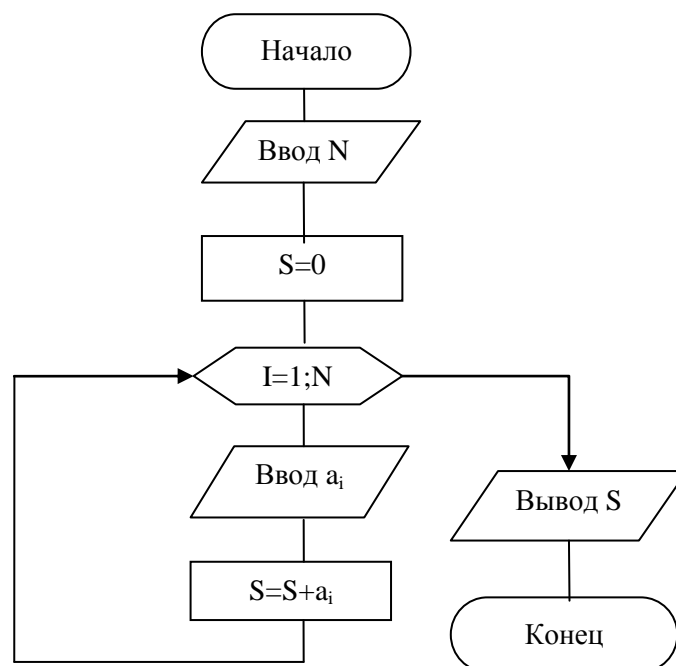 Начало
Ввод N
S=0
I=1;N
Ввод aᵢ
Вывод S
S=S+aᵢ
Конец